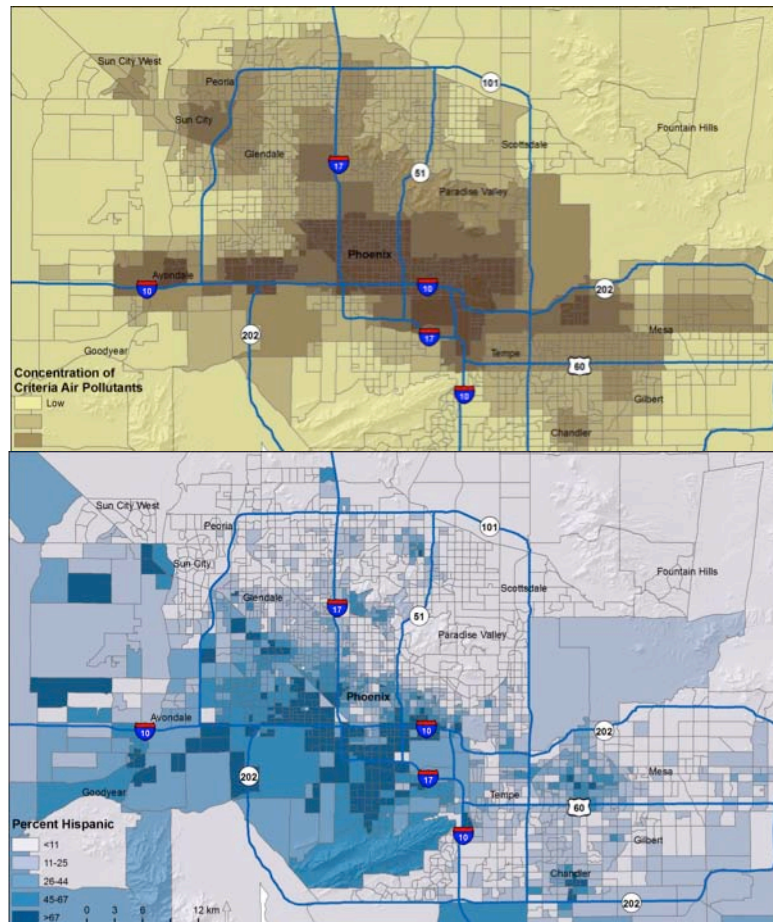 Sun City West
Peoria
101
Sun City
Fountain Hills
Glendale
Scottsdale
17
51
Paradise Valley
Phoenix
Avondale
10
10
202
202
17
Mesa
Goodyear
Tempe
60
Concentration of
Criteria Air Pollutants
10
Gilbert
Low
Chandler
Sun City West
Peoria
101
Sun City
Fountain Hills
Glendale
Scottsdale
17
51
Paradise Valley
Phoenix
Avondale
10
10
202
202
17
Mesa
Goodyear
Tempe
60
Percent Hispanic
10
Gilbert
<11
11-25
26-44
Chandler
45-67
202
>67
0 3 6 12 km